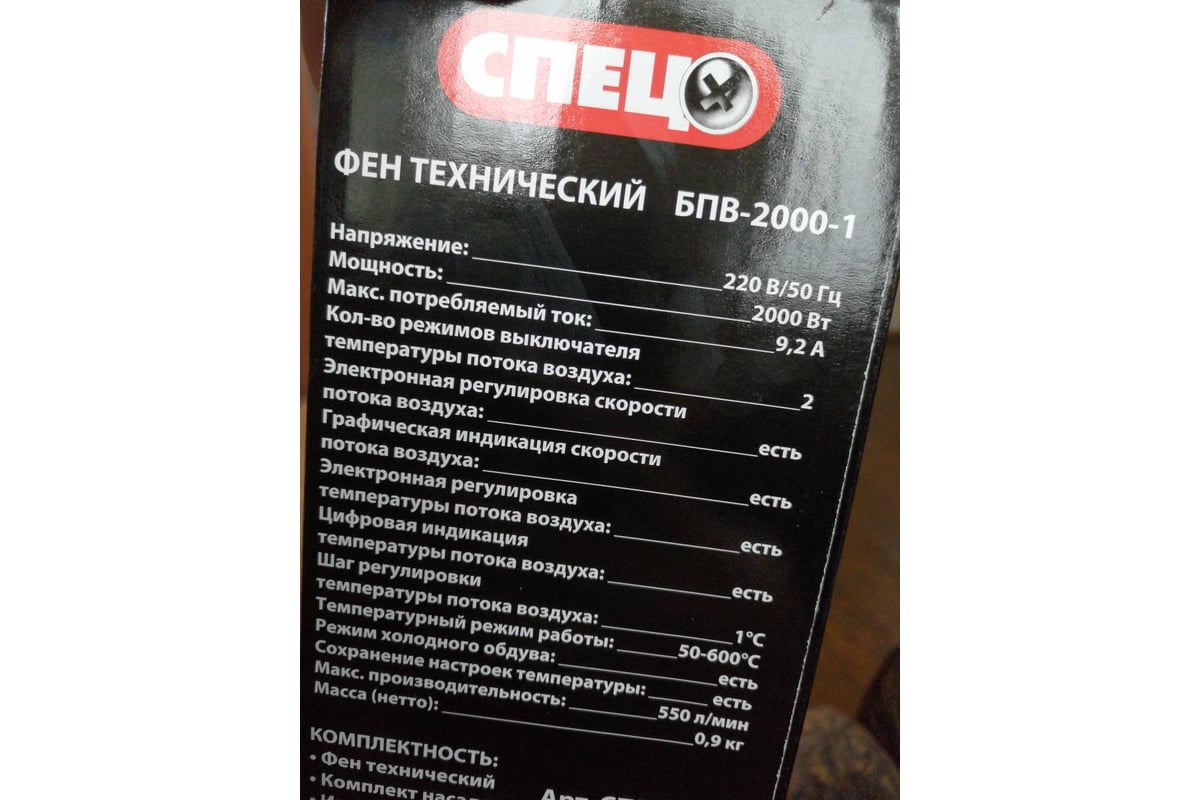 СПЕЦ
ФЕН ТЕХНИЧЕСКИЙ БПВ-2000-1
Напряжение: 220 В/50 Гц
Мощность: 2000 Вт
Макс. потребляемый ток: 9,2 А
Кол-во режимов выключателя
температуры потока воздуха: 2
Электронная регулировка скорости
потока воздуха: есть
Графическая индикация скорости
потока воздуха: есть
Электронная регулировка
температуры потока воздуха: есть
Цифровая индикация
температуры потока воздуха: есть
Шаг регулировки
температуры потока воздуха: 1°C
Температурный режим работы: 50-600°C
Режим холодного обдува: есть
Сохранение настроек температуры: есть
Макс. производительность: 550 л/мин
Масса (нетто): 0,9 кг
КОМПЛЕКТНОСТЬ:
• Фен технический
• Комплект